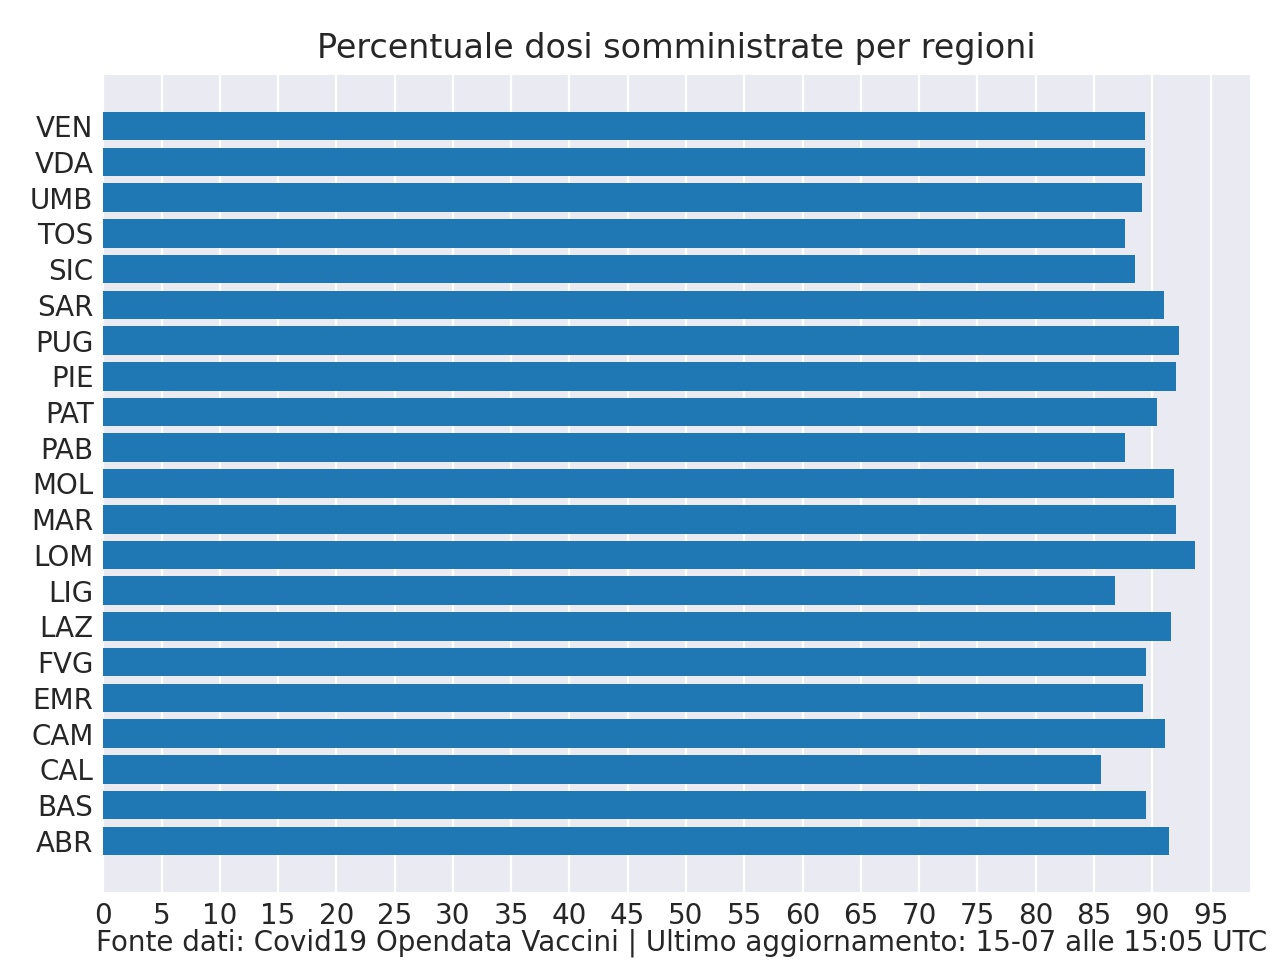 Percentuale dosi somministrate per regioni
VEN
VDA
UMB
TOS
SIC
SAR
PUG
PIE
PAT
PAB
MOL
MAR
LOM
LIG
LAZ
FVG
EMR
CAM
CAL
BAS
ABR
0 5 10 15 20 25 30 35 40 45 50 55 60 65 70 75 80 85 90 95
Fonte dati: Covid19 Opendata Vaccini | Ultimo aggiornamento: 15-07 alle 15:05 UTC